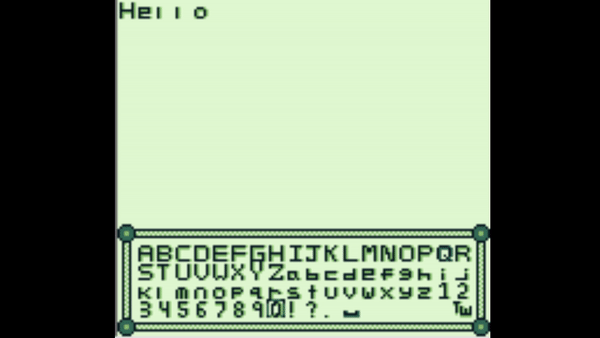 Hello
ABCDEFGHIJKLMNOPQR
STUVWXYZabcdefghij
klmnopqrstuvwxyz12
34567890!?.